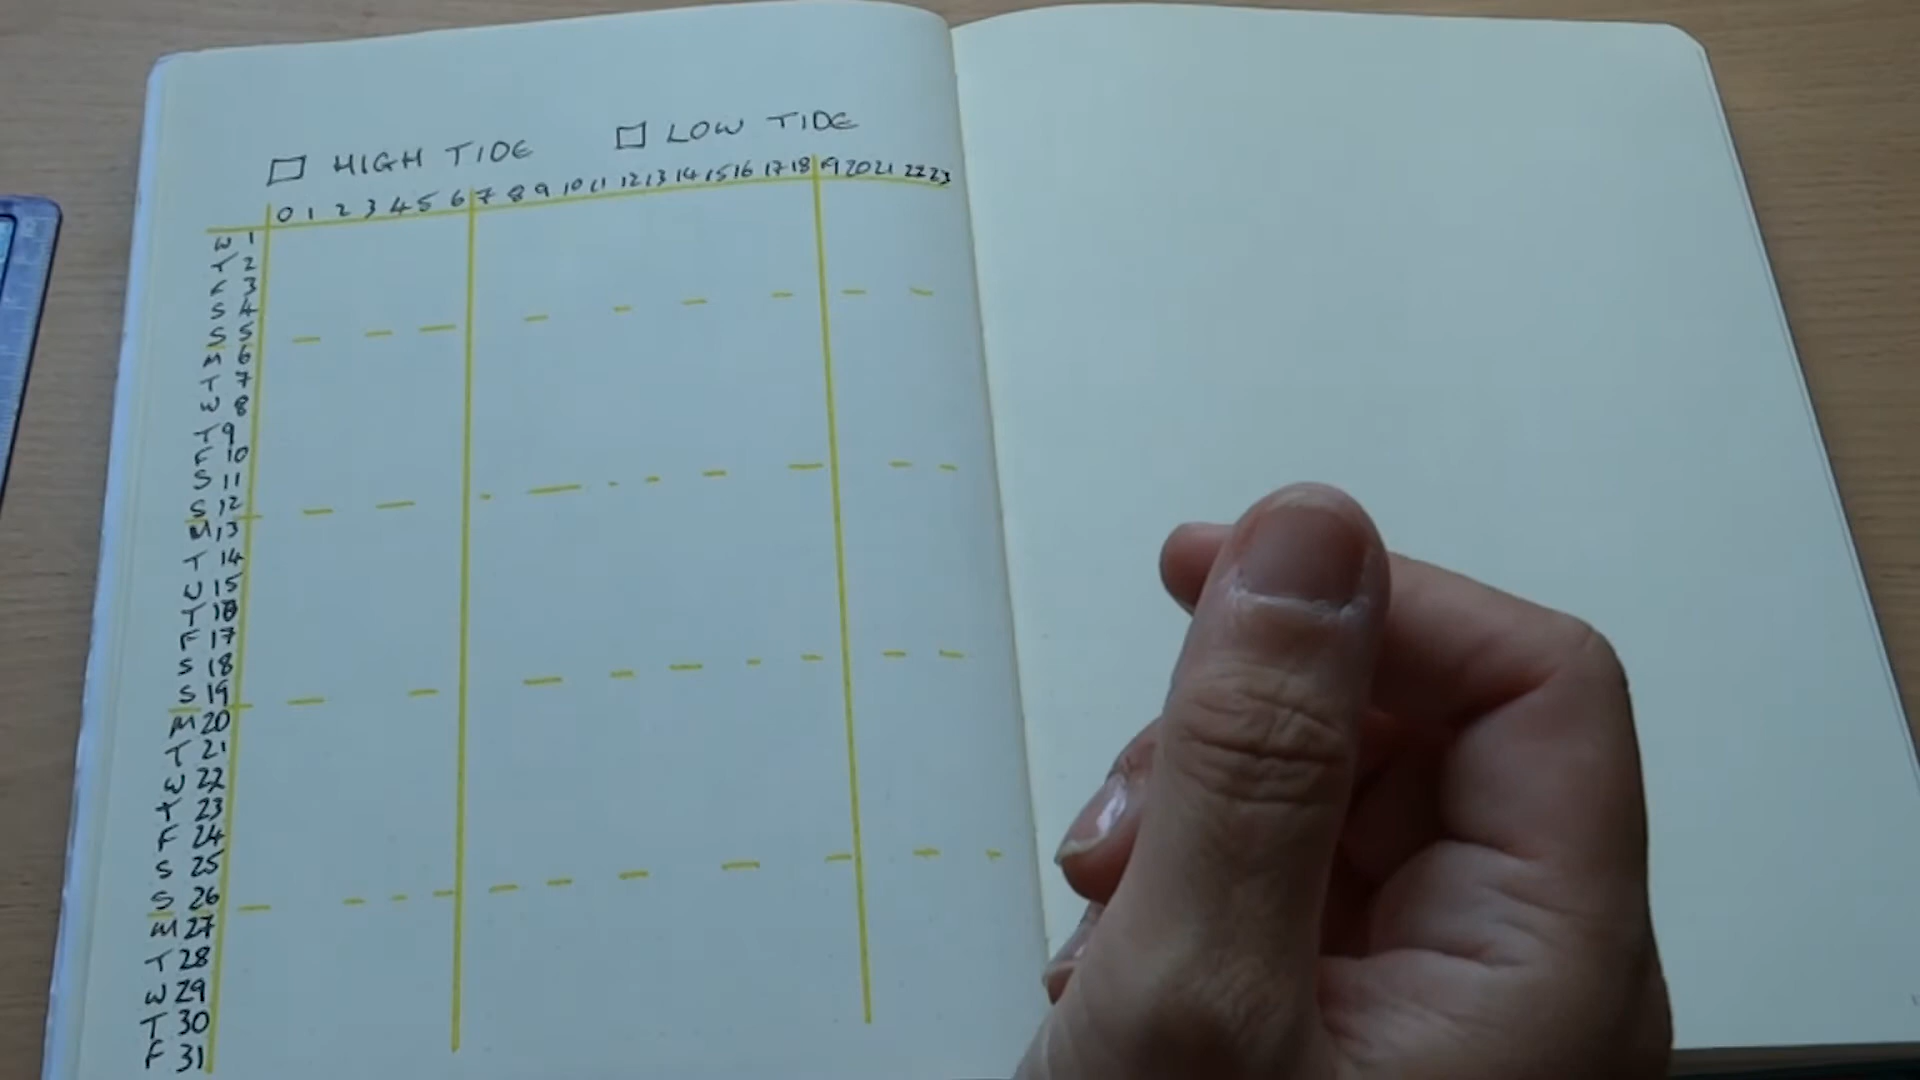 HIGH TIDE LOW TIDE
0 1 2 3 4 5 6 7 8 9 10 11 12 13 14 15 16 17 18 19 20 21 22 23
W 1
T 2
F 3
S 4
S 5
M 6
T 7
W 8
T 9
F 10
S 11
S 12
M 13
T 14
W 15
T 16
F 17
S 18
S 19
M 20
T 21
W 22
T 23
F 24
S 25
S 26
M 27
T 28
W 29
T 30
F 31